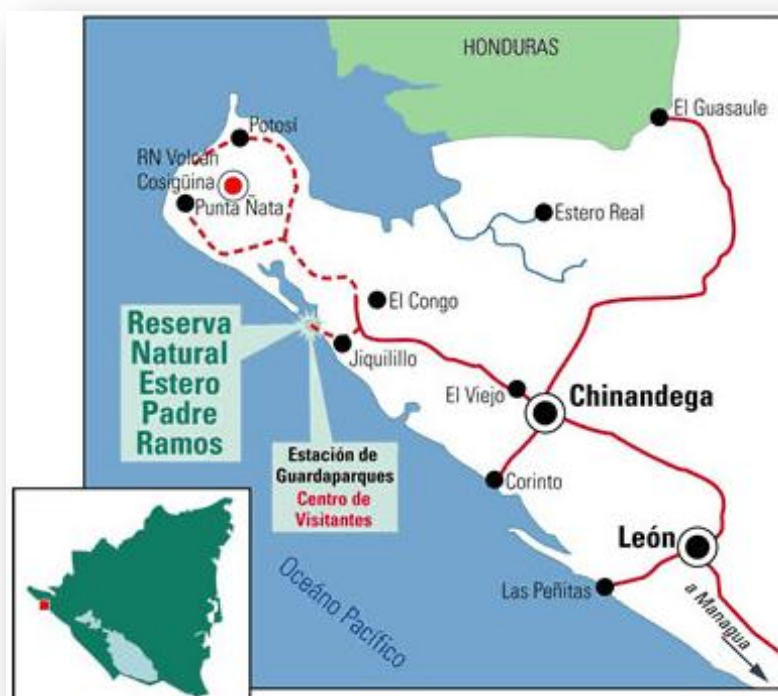 HONDURAS
El Guasaule
Potosí
RN Volcán
Cosigüina
Punta Ñata
Estero Real
El Congo
Reserva
Natural
Estero
Padre
Ramos
Jiquilillo
El Viejo
Chinandega
Estación de
Guardaparques
Centro de
Visitantes
Corinto
León
Las Peñitas
a Managua
Oceáno Pacífico